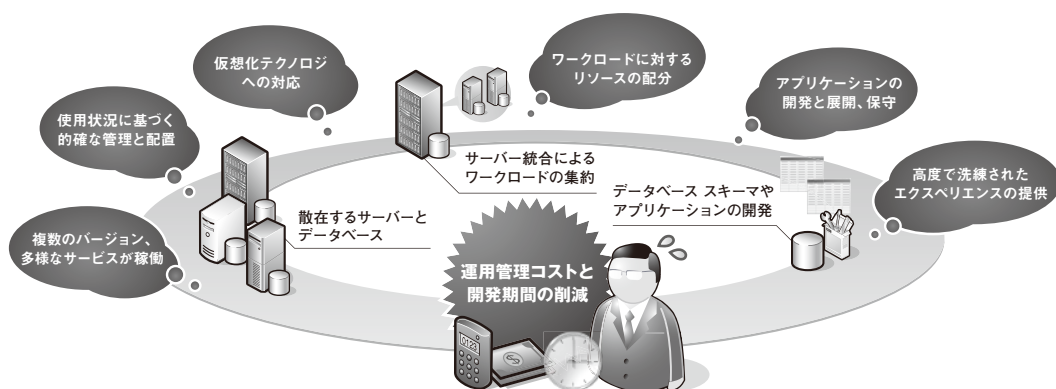 仮想化テクノロジ
への対応
ワークロードに対する
リソースの配分
アプリケーションの
開発と展開、保守
使用状況に基づく
的確な管理と配置
高度で洗練された
エクスペリエンスの提供
複数のバージョン、
多様なサービスが稼働
サーバー統合による
ワークロードの集約
散在するサーバーと
データベース
データベース スキーマや
アプリケーションの開発
運用管理コストと
開発期間の削減
0123
$